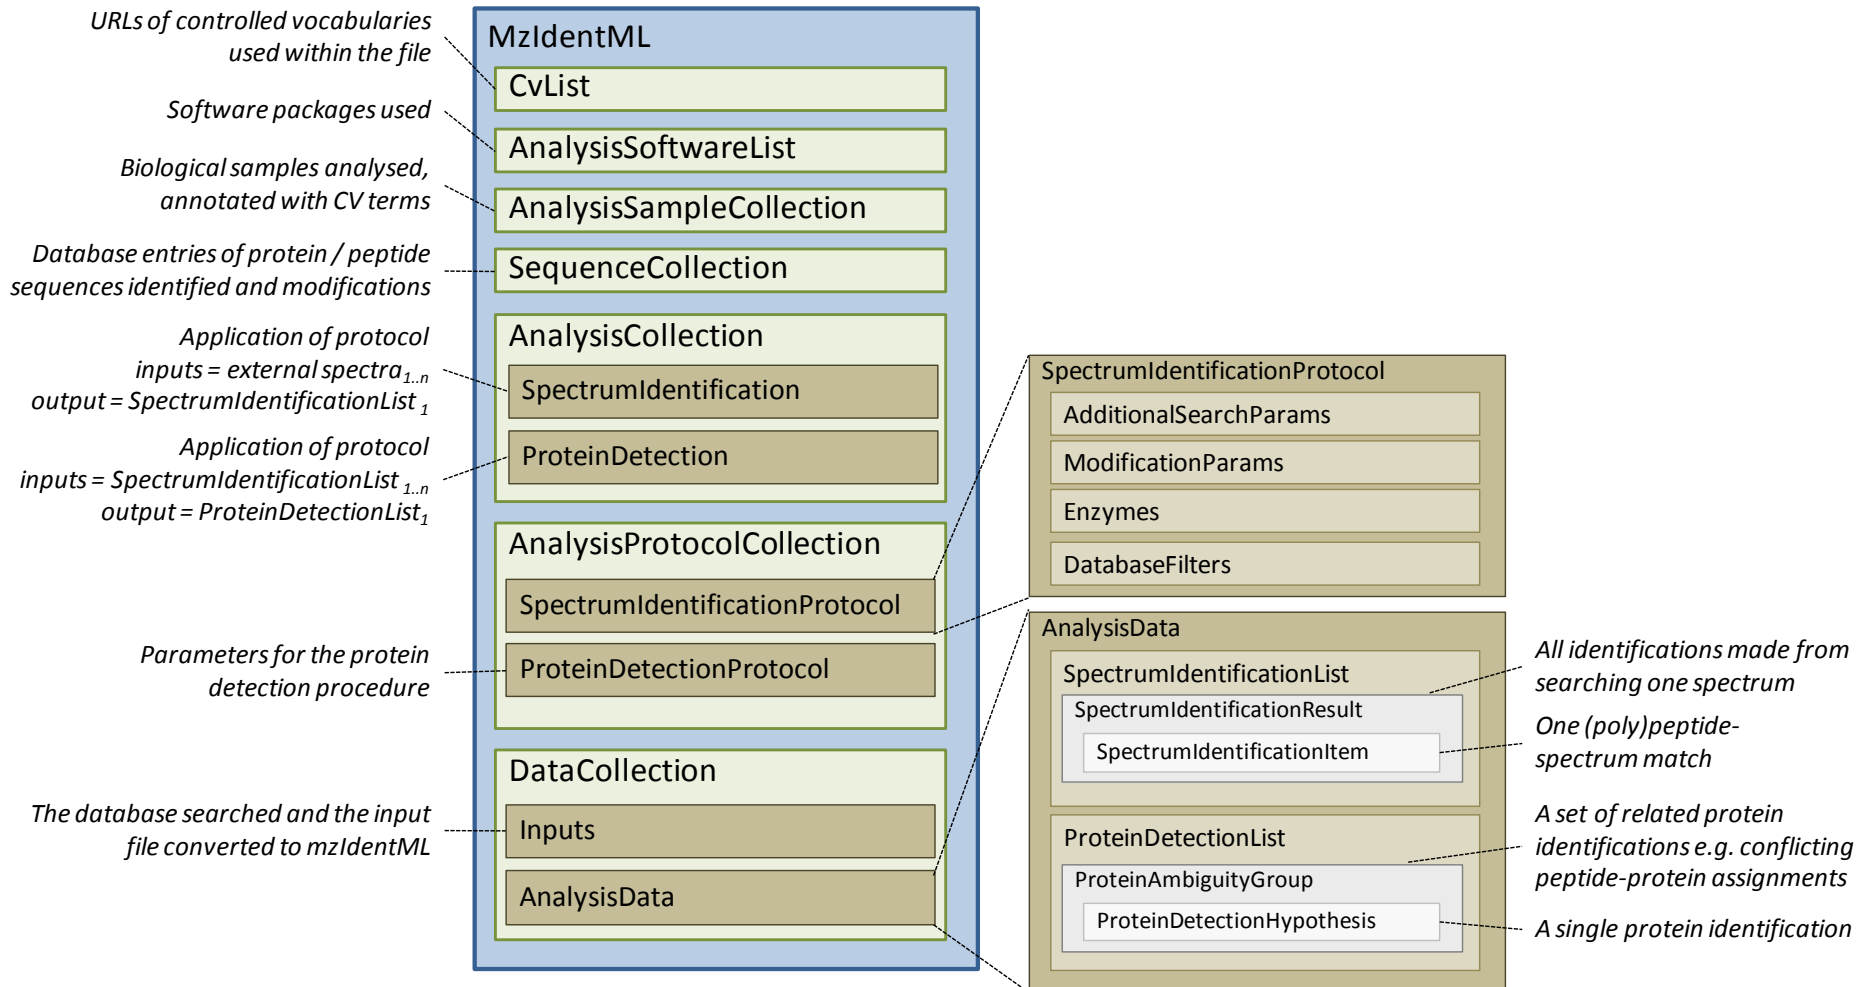 URLs of controlled vocabularies
used within the file
Software packages used
Biological samples analysed,
annotated with CV terms
Database entries of protein / peptide
sequences identified and modifications
Application of protocol
inputs = external spectra1..n
output = SpectrumIdentificationList 1
Application of protocol
inputs = SpectrumIdentificationList 1..n
output = ProteinDetectionList1
Parameters for the protein
detection procedure
The database searched and the input
file converted to mzIdentML
MzIdentML
CvList
AnalysisSoftwareList
AnalysisSampleCollection
SequenceCollection
AnalysisCollection
SpectrumIdentification
ProteinDetection
AnalysisProtocolCollection
SpectrumIdentificationProtocol
ProteinDetectionProtocol
DataCollection
Inputs
AnalysisData
SpectrumIdentificationProtocol
AdditionalSearchParams
ModificationParams
Enzymes
DatabaseFilters
AnalysisData
SpectrumIdentificationList
SpectrumIdentificationResult
SpectrumIdentificationItem
ProteinDetectionList
ProteinAmbiguityGroup
ProteinDetectionHypothesis
All identifications made from
searching one spectrum
One (poly)peptide-
spectrum match
A set of related protein
identifications e.g. conflicting
peptide-protein assignments
A single protein identification